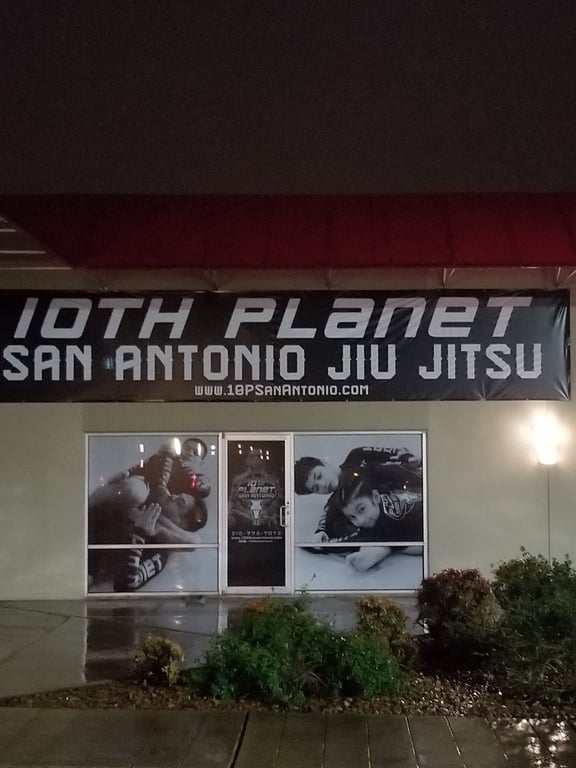 10TH PLANET
SAN ANTONIO JIU JITSU
www.10PSanAntonio.com
10TH
PLANET
SAN ANTONIO